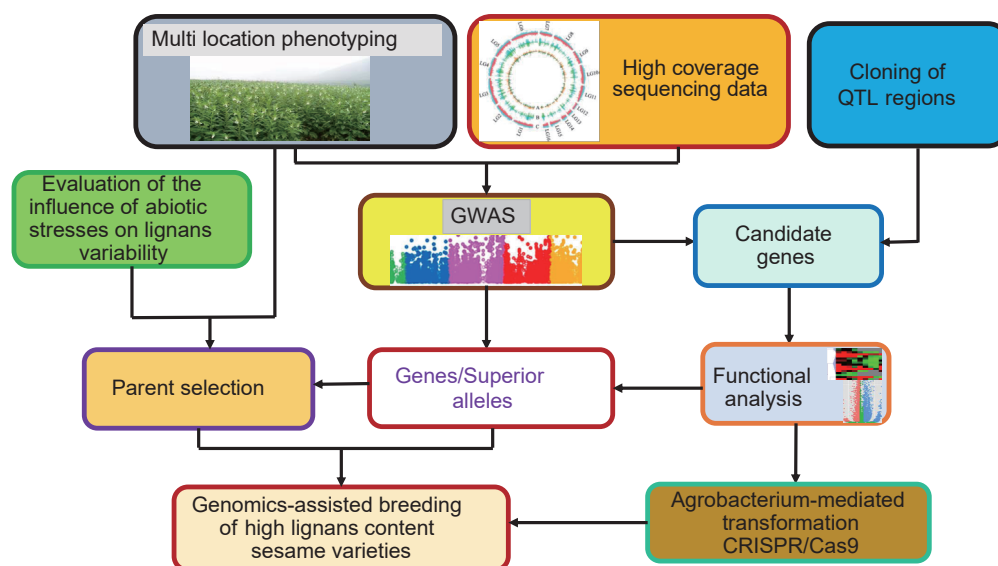 Multi location phenotyping
High coverage
sequencing data
Cloning of
QTL regions
Evaluation of the
influence of abiotic
stresses on lignans
variability
GWAS
Candidate
genes
Parent selection
Genes/Superior
alleles
Functional
analysis
Genomics-assisted breeding
of high lignans content
sesame varieties
Agrobacterium-mediated
transformation
CRISPR/Cas9